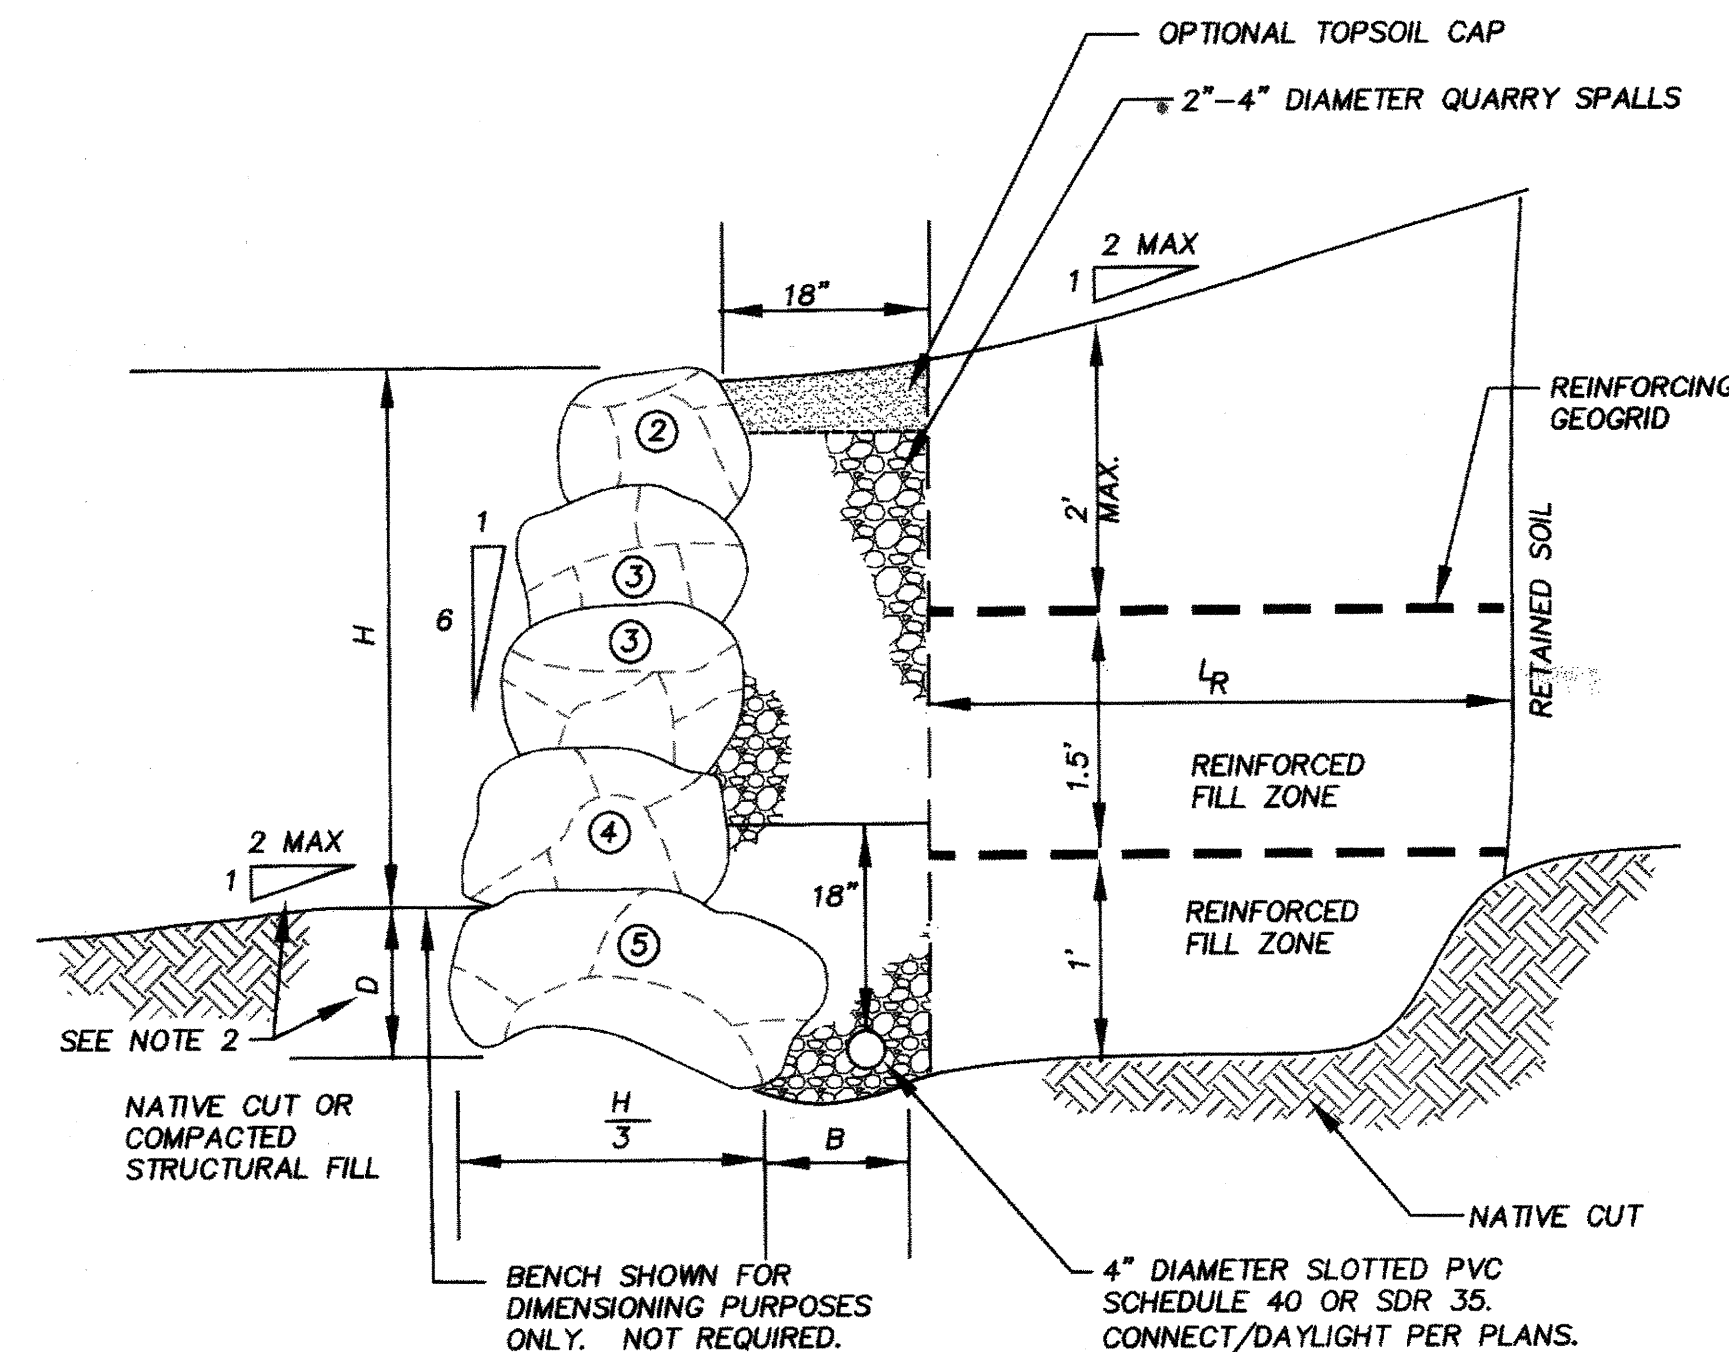 OPTIONAL TOPSOIL CAP
2"-4" DIAMETER QUARRY SPALLS
2 MAX
1
18"
REINFORCING
GEOGRID
2
2'
MAX.
1
3
6
H
3
RETAINED SOIL
LR
1.5'
REINFORCED
FILL ZONE
2 MAX
1
4
18"
REINFORCED
FILL ZONE
5
1'
D
SEE NOTE 2
NATIVE CUT OR
COMPACTED
STRUCTURAL FILL
H
3
B
NATIVE CUT
BENCH SHOWN FOR
DIMENSIONING PURPOSES
ONLY. NOT REQUIRED.
4" DIAMETER SLOTTED PVC
SCHEDULE 40 OR SDR 35.
CONNECT/DAYLIGHT PER PLANS.